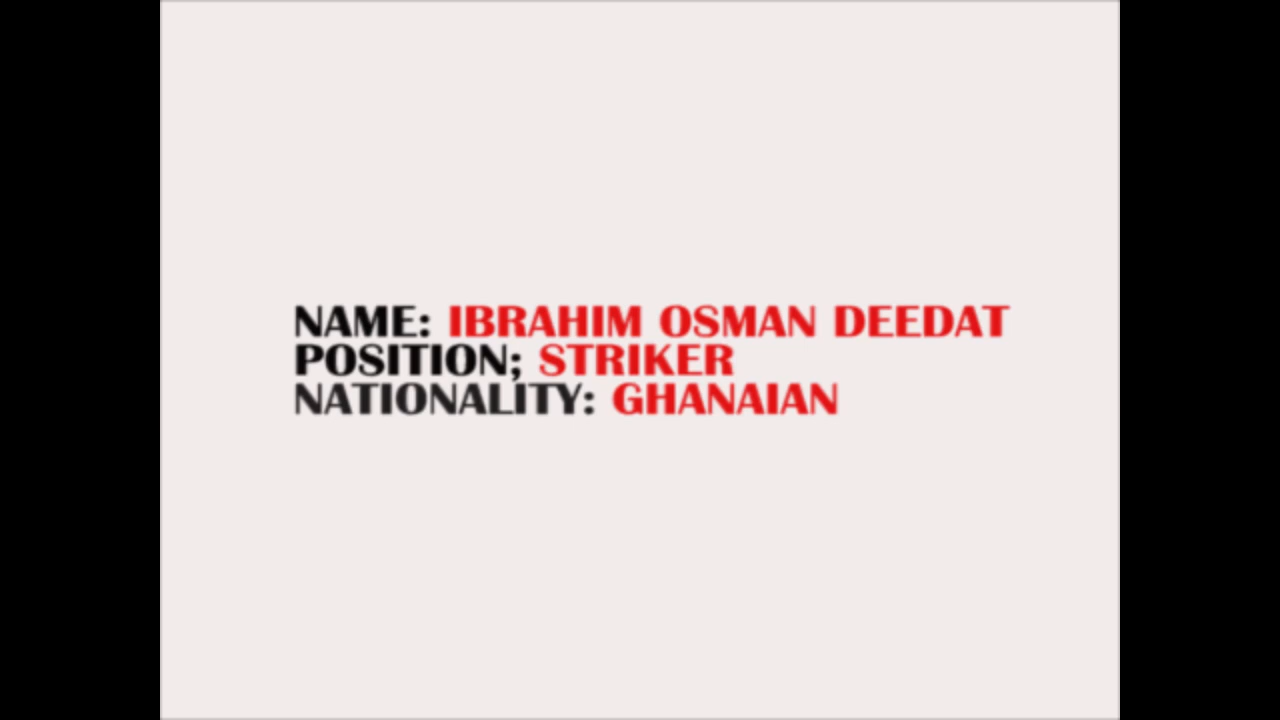 NAME: IBRAHIM OSMAN DEEDAT
POSITION; STRIKER
NATIONALITY: GHANAIAN